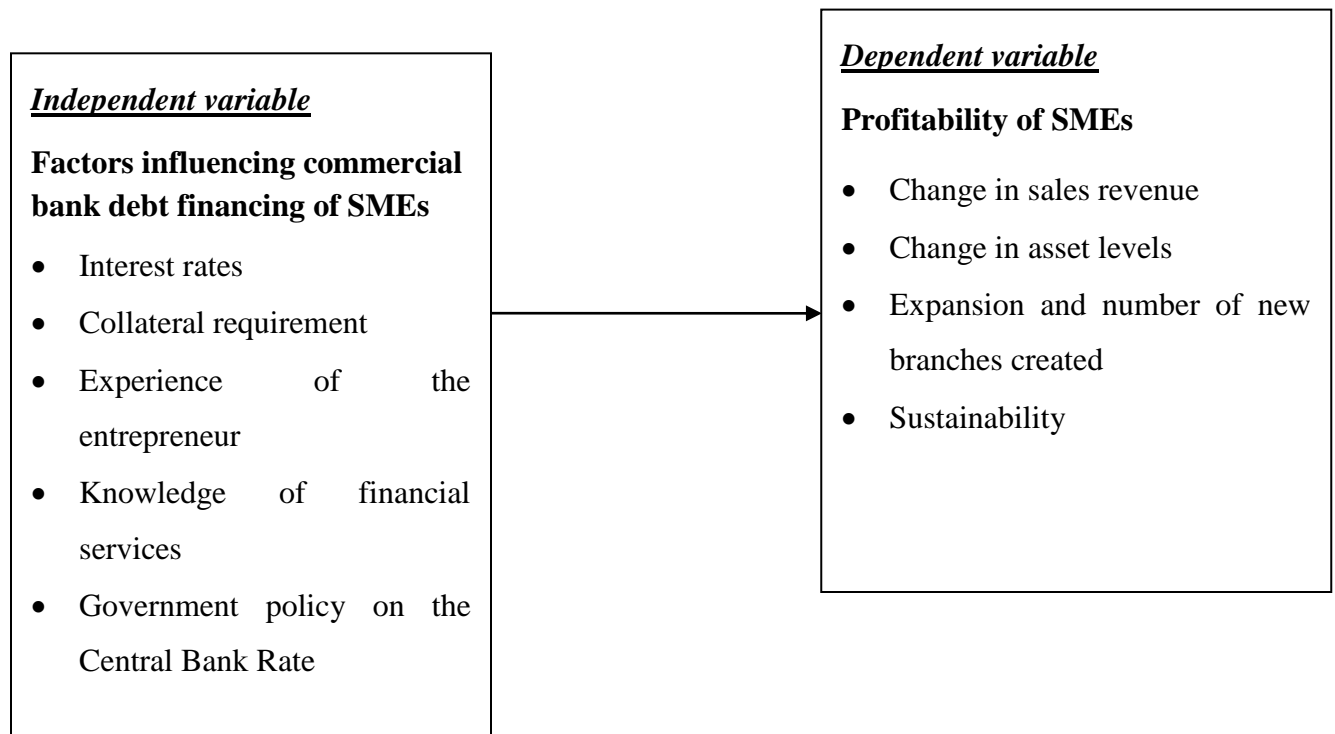 Independent variable
Factors influencing commercial
bank debt financing of SMEs
• Interest rates
• Collateral requirement
• Experience of the
entrepreneur
• Knowledge of financial
services
• Government policy on the
Central Bank Rate
Dependent variable
Profitability of SMEs
• Change in sales revenue
• Change in asset levels
• Expansion and number of new
branches created
• Sustainability